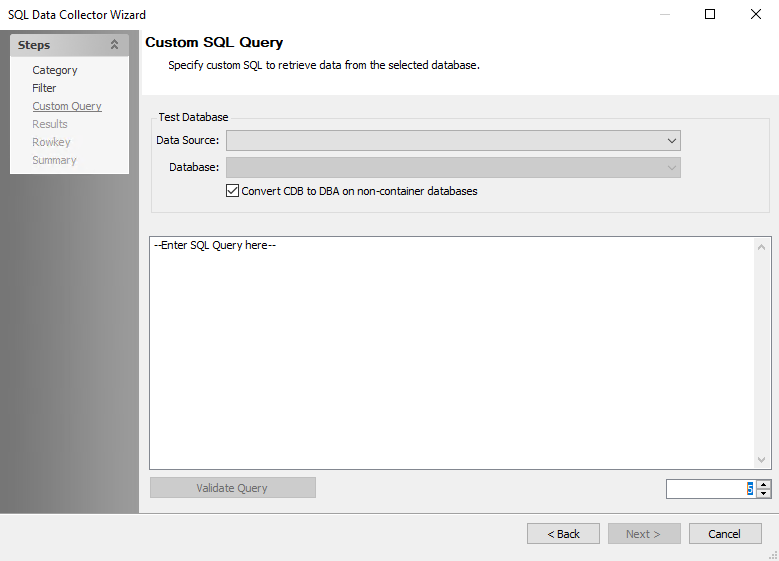 SQL Data Collector Wizard
Steps
Category
Filter
Custom Query
Results
Rowkey
Summary
Custom SQL Query
Specify custom SQL to retrieve data from the selected database.
Test Database
Data Source:
Database:
Convert CDB to DBA on non-container databases
--Enter SQL Query here--
Validate Query
5
< Back
Next >
Cancel